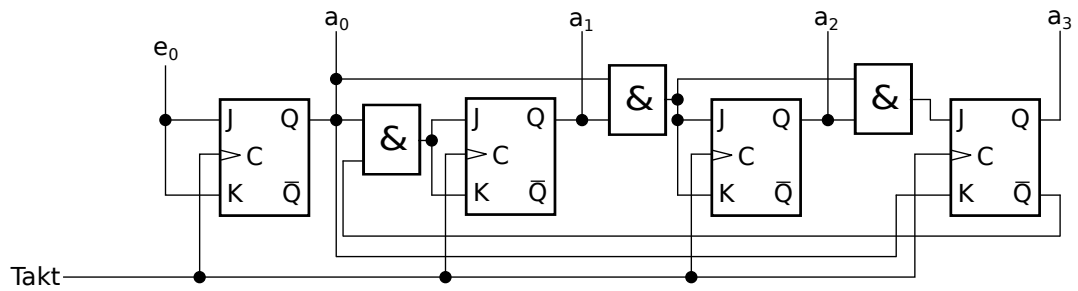 a₀ a₁ a₂ a₃
e₀
& &
J Q & J Q J Q J Q
C C C C
K Q̅ K Q̅ K Q̅ K Q̅
Takt